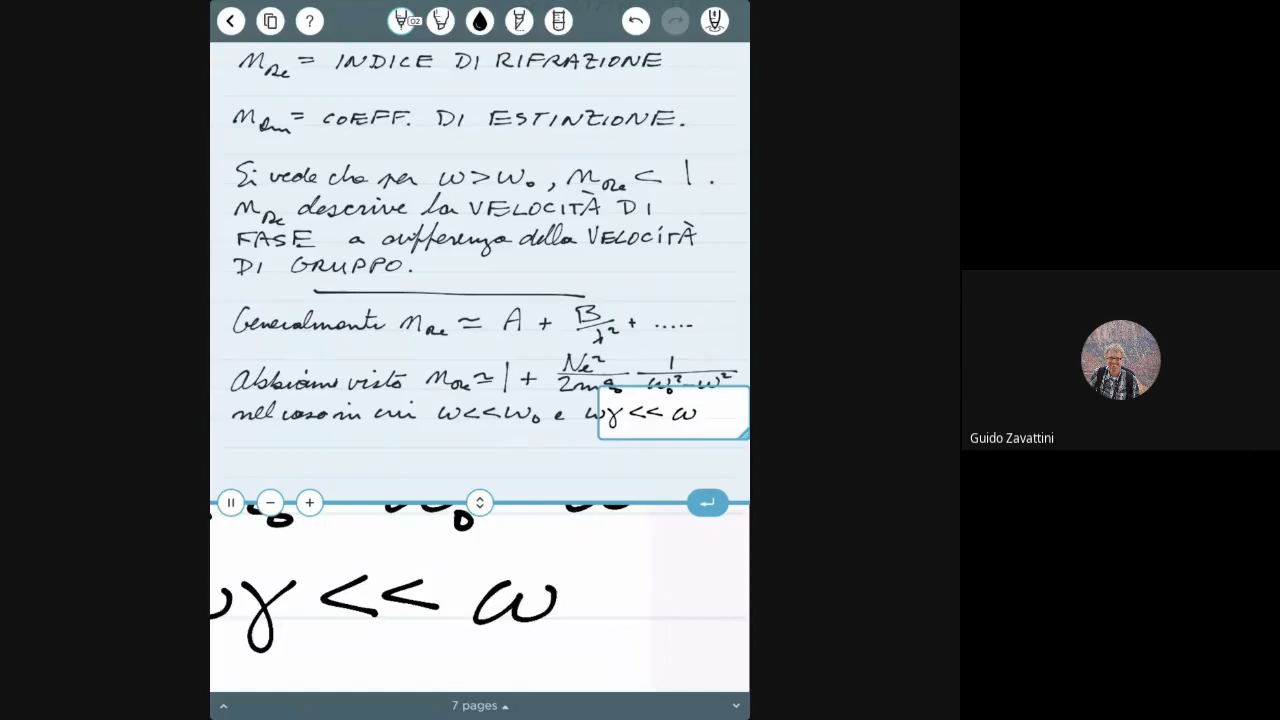 ?
02
n_Re = INDICE DI RIFRAZIONE
n_Im = COEFF. DI ESTINZIONE.
Si vede che per ω > ω₀, n_Re < 1.
n_Re descrive la VELOCITÀ DI
FASE a differenza della VELOCITÀ
DI GRUPPO.
Generalmente n_Re ≃ A + B/λ² + .....
Abbiamo visto n_Re ≃ 1 + Ne²/2mε₀ 1/ω₀²-ω²
nel caso in cui ω << ω₀ e ωγ << ω
ωγ << ω
7 pages
Guido Zavattini